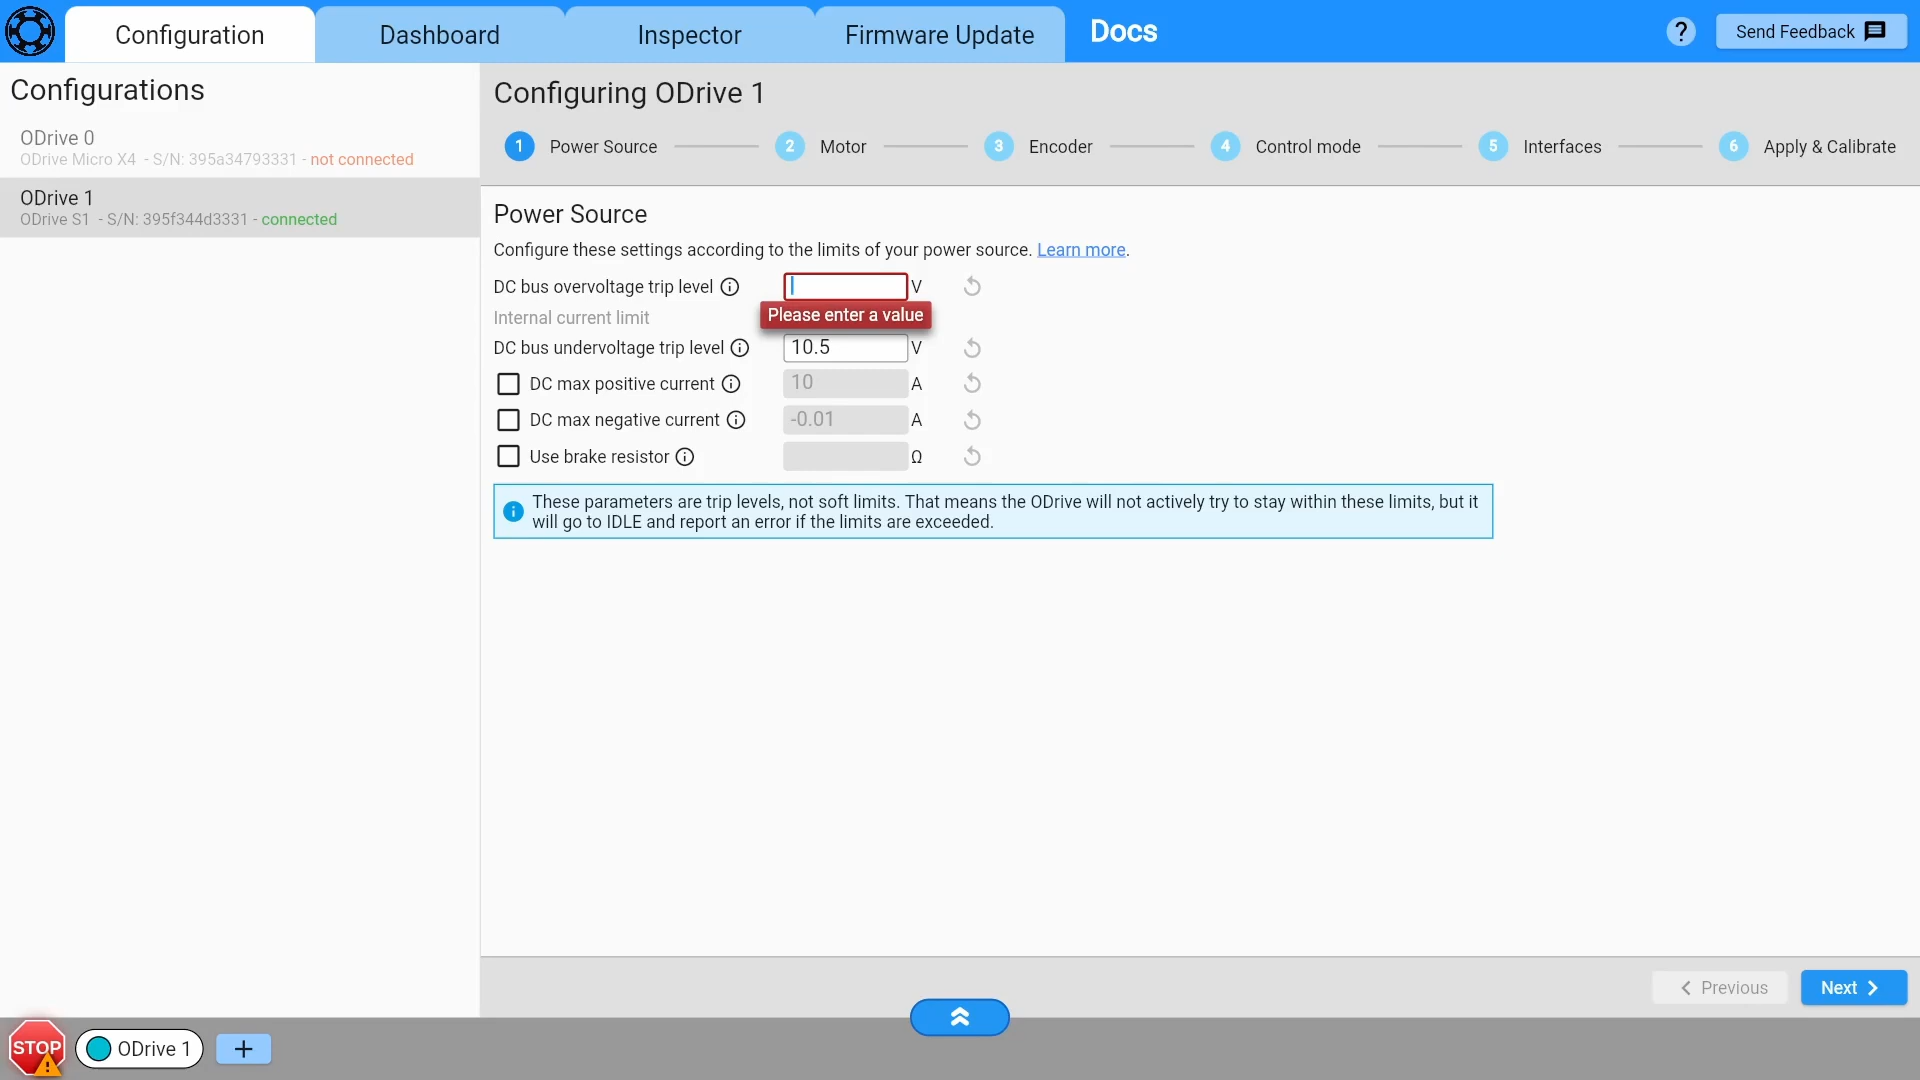 Configuration
Dashboard
Inspector
Firmware Update
Docs
?
Send Feedback
Configurations
ODrive 0
ODrive Micro X4 - S/N: 395a34793331 - not connected
ODrive 1
ODrive S1 - S/N: 395f344d3331 - connected
Configuring ODrive 1
1 Power Source
2 Motor
3 Encoder
4 Control mode
5 Interfaces
6 Apply & Calibrate
Power Source
Configure these settings according to the limits of your power source. Learn more.
DC bus overvoltage trip level V
Please enter a value
Internal current limit
DC bus undervoltage trip level 10.5 V
DC max positive current 10 A
DC max negative current -0.01 A
Use brake resistor Ω
These parameters are trip levels, not soft limits. That means the ODrive will not actively try to stay within these limits, but it
will go to IDLE and report an error if the limits are exceeded.
Previous
Next
STOP
ODrive 1
+